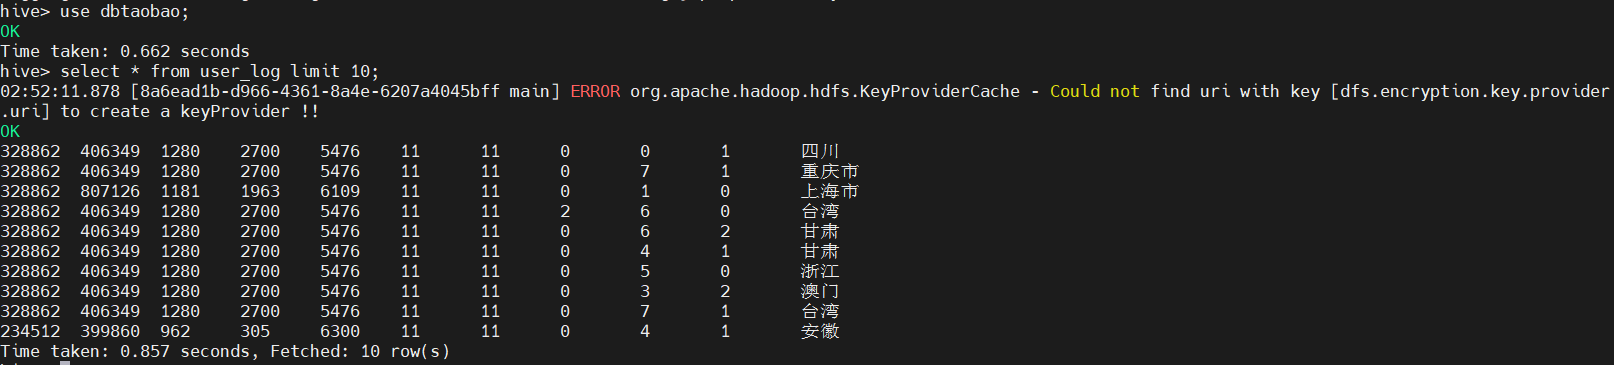 hive> use dbtaobao;
OK
Time taken: 0.662 seconds
hive> select * from user_log limit 10;
02:52:11.878 [8a6ead1b-d966-4361-8a4e-6207a4045bff main] ERROR org.apache.hadoop.hdfs.KeyProviderCache - Could not find uri with key [dfs.encryption.key.provider
.uri] to create a keyProvider !!
OK
328862 406349 1280 2700 5476 11 11 0 0 1 四川
328862 406349 1280 2700 5476 11 11 0 7 1 重庆市
328862 807126 1181 1963 6109 11 11 0 1 0 上海市
328862 406349 1280 2700 5476 11 11 2 6 0 台湾
328862 406349 1280 2700 5476 11 11 0 6 2 甘肃
328862 406349 1280 2700 5476 11 11 0 4 1 甘肃
328862 406349 1280 2700 5476 11 11 0 5 0 浙江
328862 406349 1280 2700 5476 11 11 0 3 2 澳门
328862 406349 1280 2700 5476 11 11 0 7 1 台湾
234512 399860 962 305 6300 11 11 0 4 1 安徽
Time taken: 0.857 seconds, Fetched: 10 row(s)